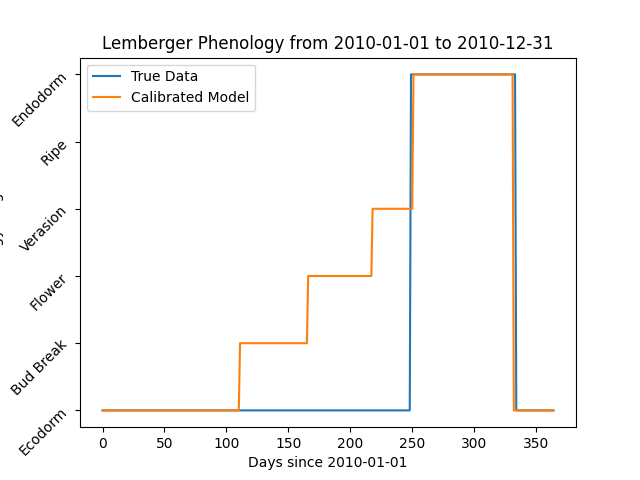 Lemberger Phenology from 2010-01-01 to 2010-12-31
True Data
Calibrated Model
Endodorm
Ripe
Verasion
Flower
Bud Break
Ecodorm
0 50 100 150 200 250 300 350
Days since 2010-01-01